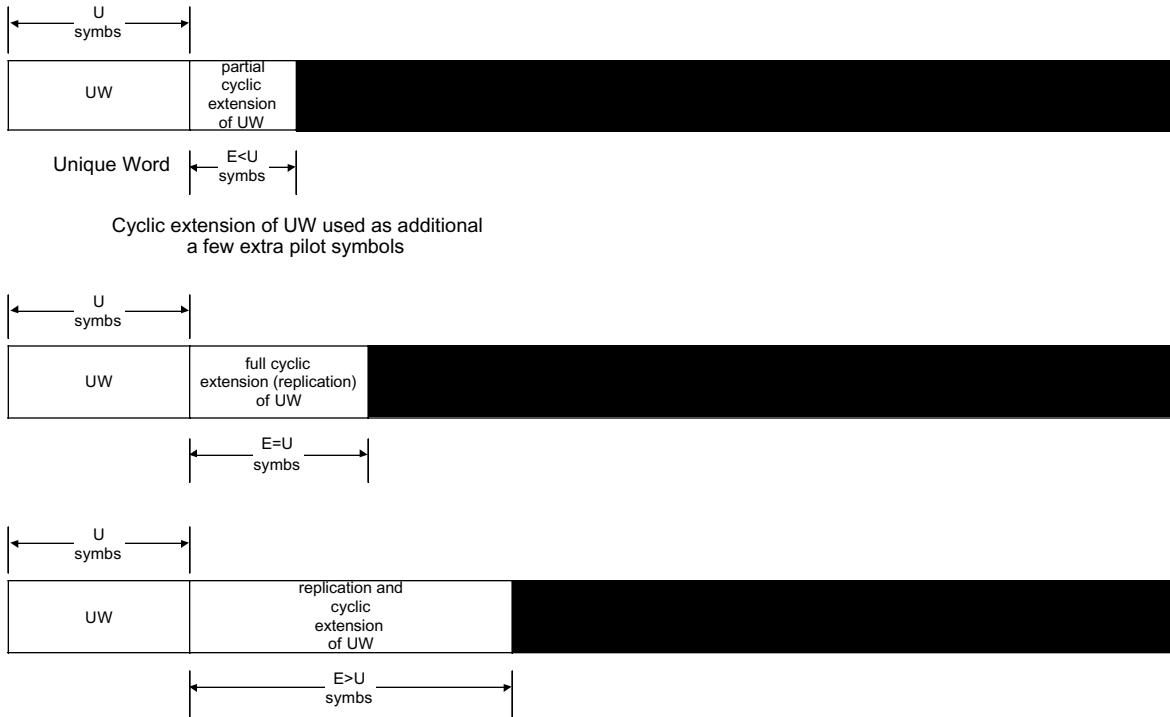 U
symbs
UW
partial
cyclic
extension
of UW
Unique Word
E<U
symbs
Cyclic extension of UW used as additional
a few extra pilot symbols
U
symbs
UW
full cyclic
extension (replication)
of UW
E=U
symbs
U
symbs
UW
replication and
cyclic
extension
of UW
E>U
symbs